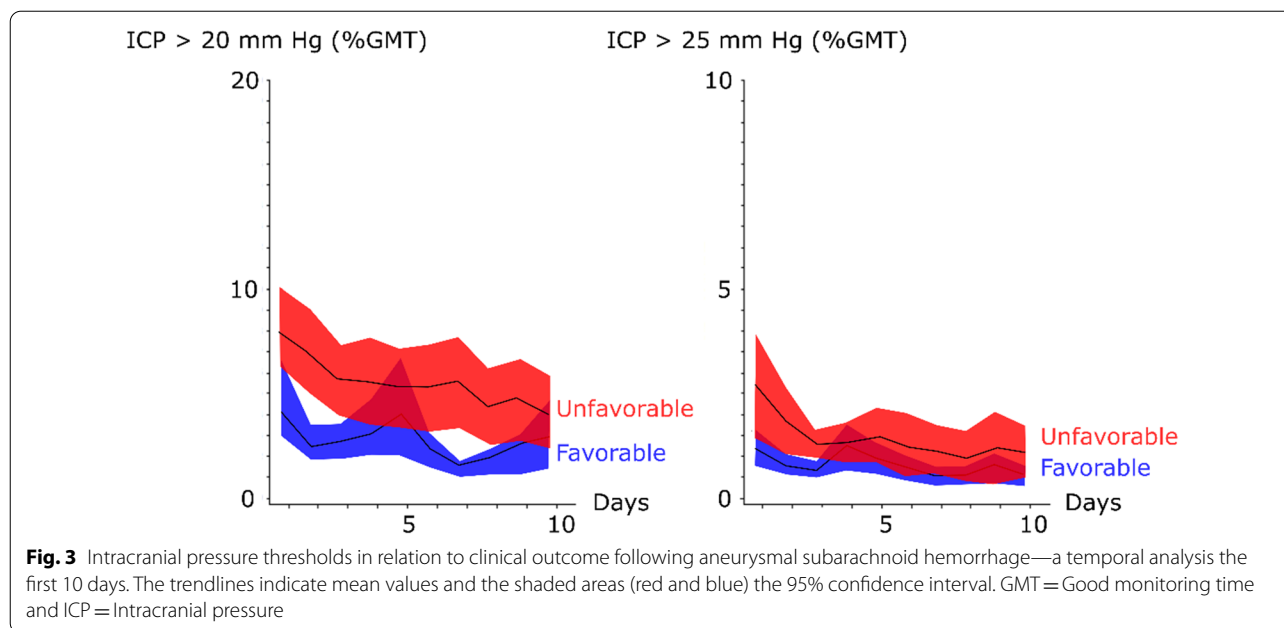 ICP > 20 mm Hg (%GMT)
20
10
0
5
10
Days
Unfavorable
Favorable
ICP > 25 mm Hg (%GMT)
10
5
0
5
10
Days
Unfavorable
Favorable
Fig. 3 Intracranial pressure thresholds in relation to clinical outcome following aneurysmal subarachnoid hemorrhage—a temporal analysis the
first 10 days. The trendlines indicate mean values and the shaded areas (red and blue) the 95% confidence interval. GMT = Good monitoring time
and ICP = Intracranial pressure